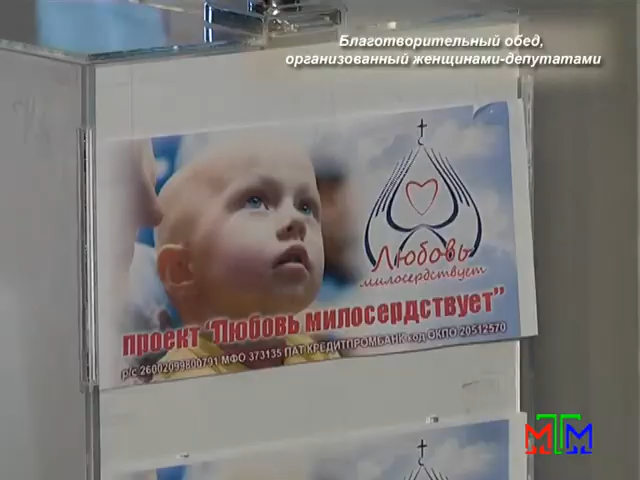 Благотворительный обед,
организованный женщинами-депутатами
Любовь
милосердствует
проект “Любовь милосердствует”
р/с 26002099800791 МФО 373135 ПАТ КРЕДИТПРОМБАНК код ОКПО 20512570
МТМ